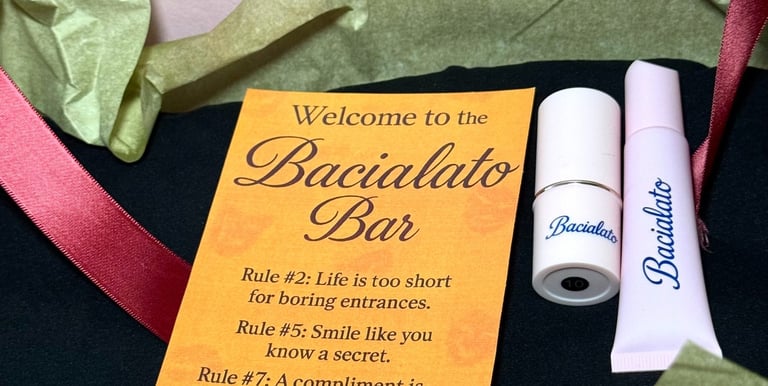 Welcome to the
Bacialato
Bar
Rule #2: Life is too short
for boring entrances.
Rule #5: Smile like you
know a secret.
Rule #7: A compliment is
Bacialato
10
Bacialato